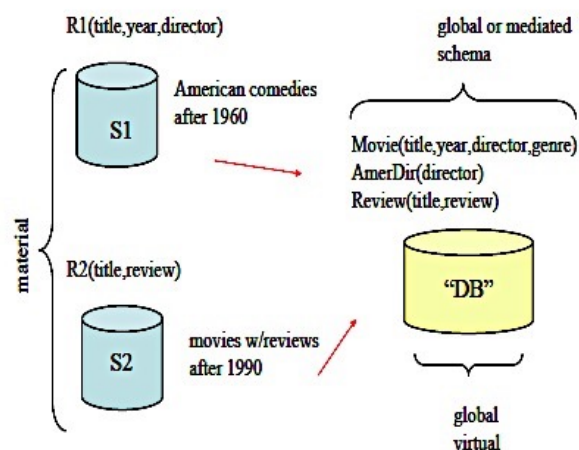 R1(title,year,director)
global or mediated
schema
American comedies
after 1960
S1
Movie(title,year,director,genre)
AmerDir(director)
Review(title,review)
material
R2(title,review)
"DB"
movies w/reviews
after 1990
S2
global
virtual